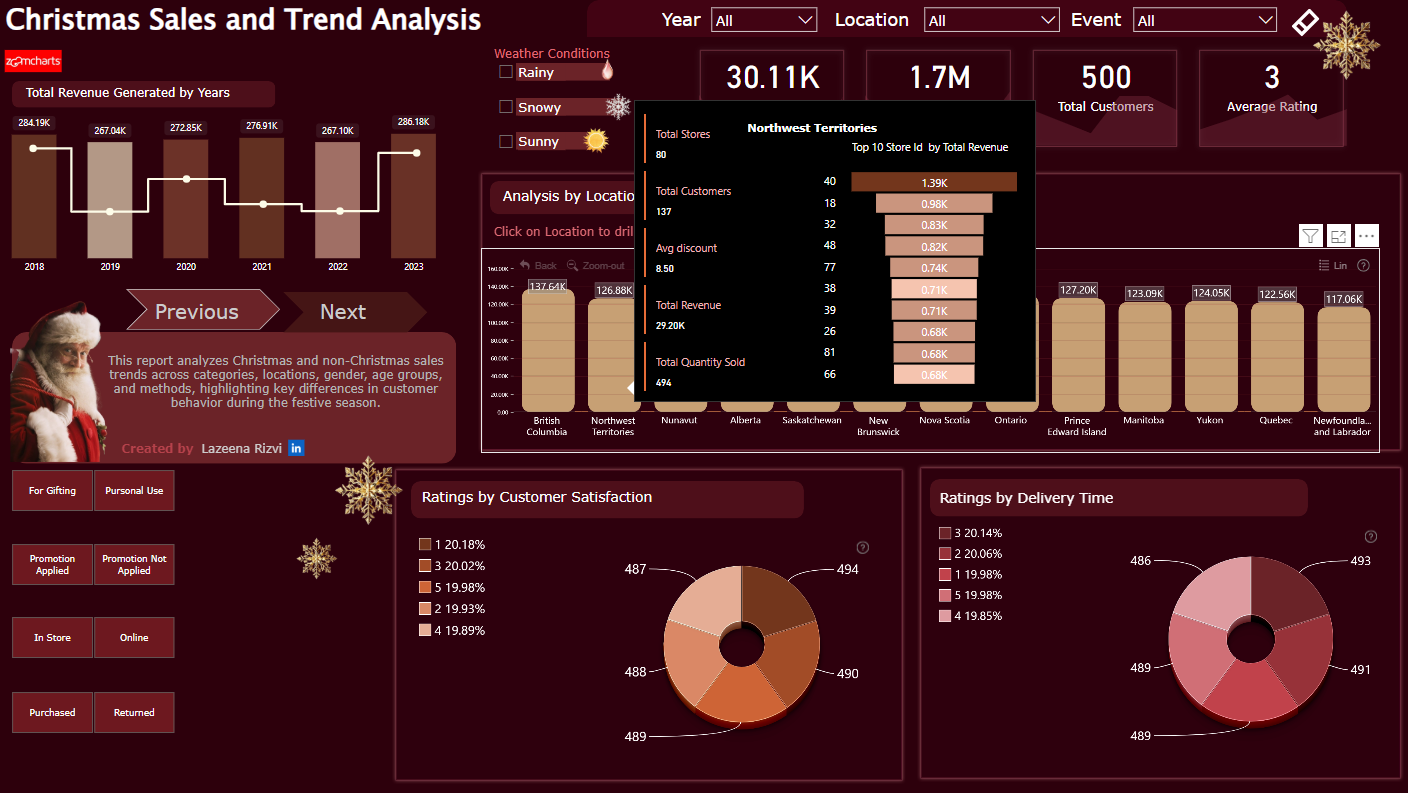 Christmas Sales and Trend Analysis
Year
All
Location
All
Event
All
zoomcharts
Total Revenue Generated by Years
284.19K
267.04K
272.85K
276.91K
267.10K
286.18K
2018
2019
2020
2021
2022
2023
Weather Conditions
Rainy
Snowy
Sunny
30.11K
1.7M
500
Total Customers
3
Average Rating
Previous
Next
This report analyzes Christmas and non-Christmas sales
trends across categories, locations, gender, age groups,
and methods, highlighting key differences in customer
behavior during the festive season.
Created by Lazeena Rizvi in
Analysis by Locatio
Click on Location to dril
Back
Zoom-out
Lin
160.00K
140.00K
120.00K
100.00K
80.00K
60.00K
40.00K
20.00K
0.00
137.64K
126.88K
127.20K
123.09K
124.05K
122.56K
117.06K
British
Columbia
Northwest
Territories
Nunavut
Alberta
Saskatchewan
New
Brunswick
Nova Scotia
Ontario
Prince
Edward Island
Manitoba
Yukon
Quebec
Newfoundla...
and Labrador
Northwest Territories
Total Stores
80
Total Customers
137
Avg discount
8.50
Total Revenue
29.20K
Total Quantity Sold
494
Top 10 Store Id by Total Revenue
40 1.39K
18 0.98K
32 0.83K
48 0.82K
77 0.74K
38 0.71K
39 0.71K
26 0.68K
81 0.68K
66 0.68K
For Gifting
Pursonal Use
Promotion
Applied
Promotion Not
Applied
In Store
Online
Purchased
Returned
Ratings by Customer Satisfaction
1 20.18%
3 20.02%
5 19.98%
2 19.93%
4 19.89%
487
494
488
490
489
Ratings by Delivery Time
3 20.14%
2 20.06%
1 19.98%
5 19.98%
4 19.85%
486
493
489
491
489